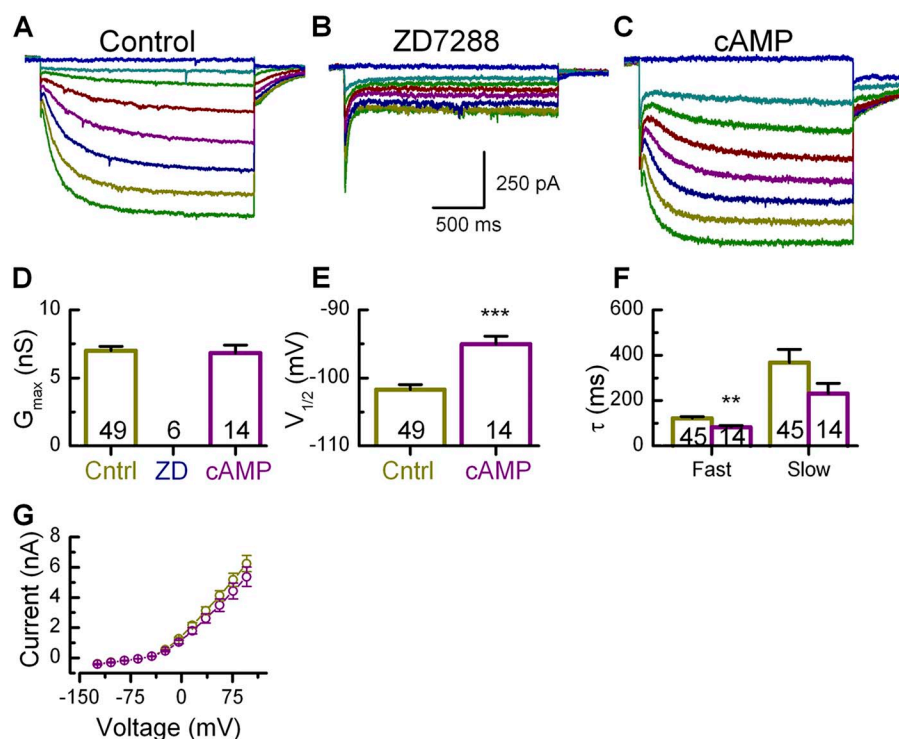 A
Control
B
ZD7288
C
cAMP
250 pA
500 ms
D
10
5
0
G max (nS)
49
6
14
Cntrl
ZD
cAMP
E
-90
-100
-110
V 1/2 (mV)
***
49
14
Cntrl
cAMP
F
600
400
200
0
τ (ms)
**
45
14
45
14
Fast
Slow
G
8
6
4
2
0
Current (nA)
-150
-75
0
75
Voltage (mV)